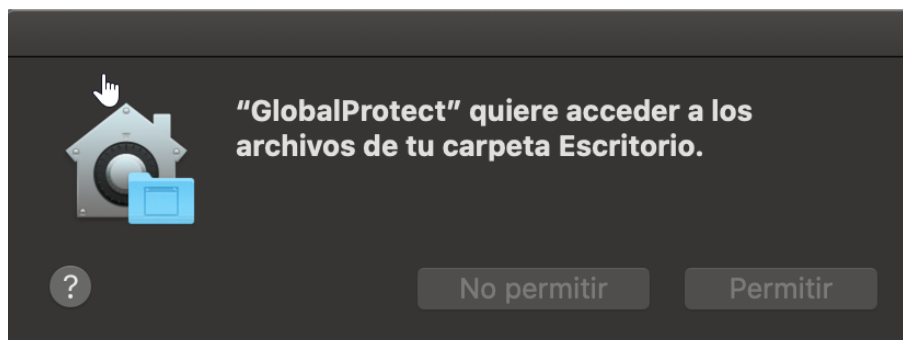 “GlobalProtect” quiere acceder a los
archivos de tu carpeta Escritorio.
?
No permitir
Permitir